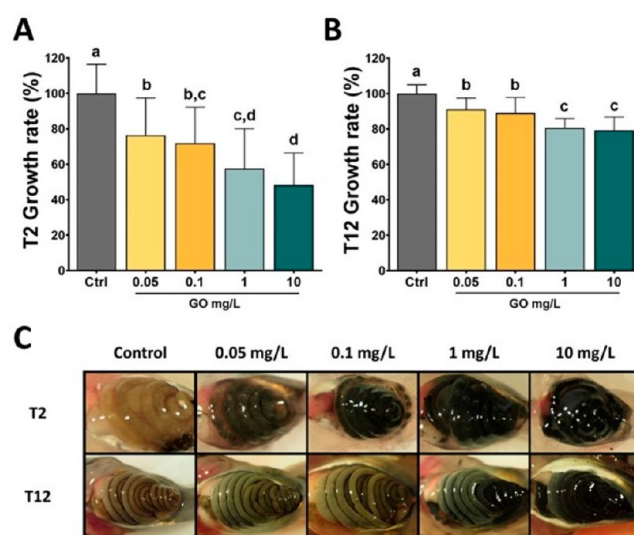 A
T2 Growth rate (%)
120
100
80
60
40
20
0
a
b
b,c
c,d
d
Ctrl 0.05 0.1 1 10
GO mg/L
B
T12 Growth rate (%)
120
100
80
60
40
20
0
a
b
b
c
c
Ctrl 0.05 0.1 1 10
GO mg/L
C
Control 0.05 mg/L 0.1 mg/L 1 mg/L 10 mg/L
T2
T12